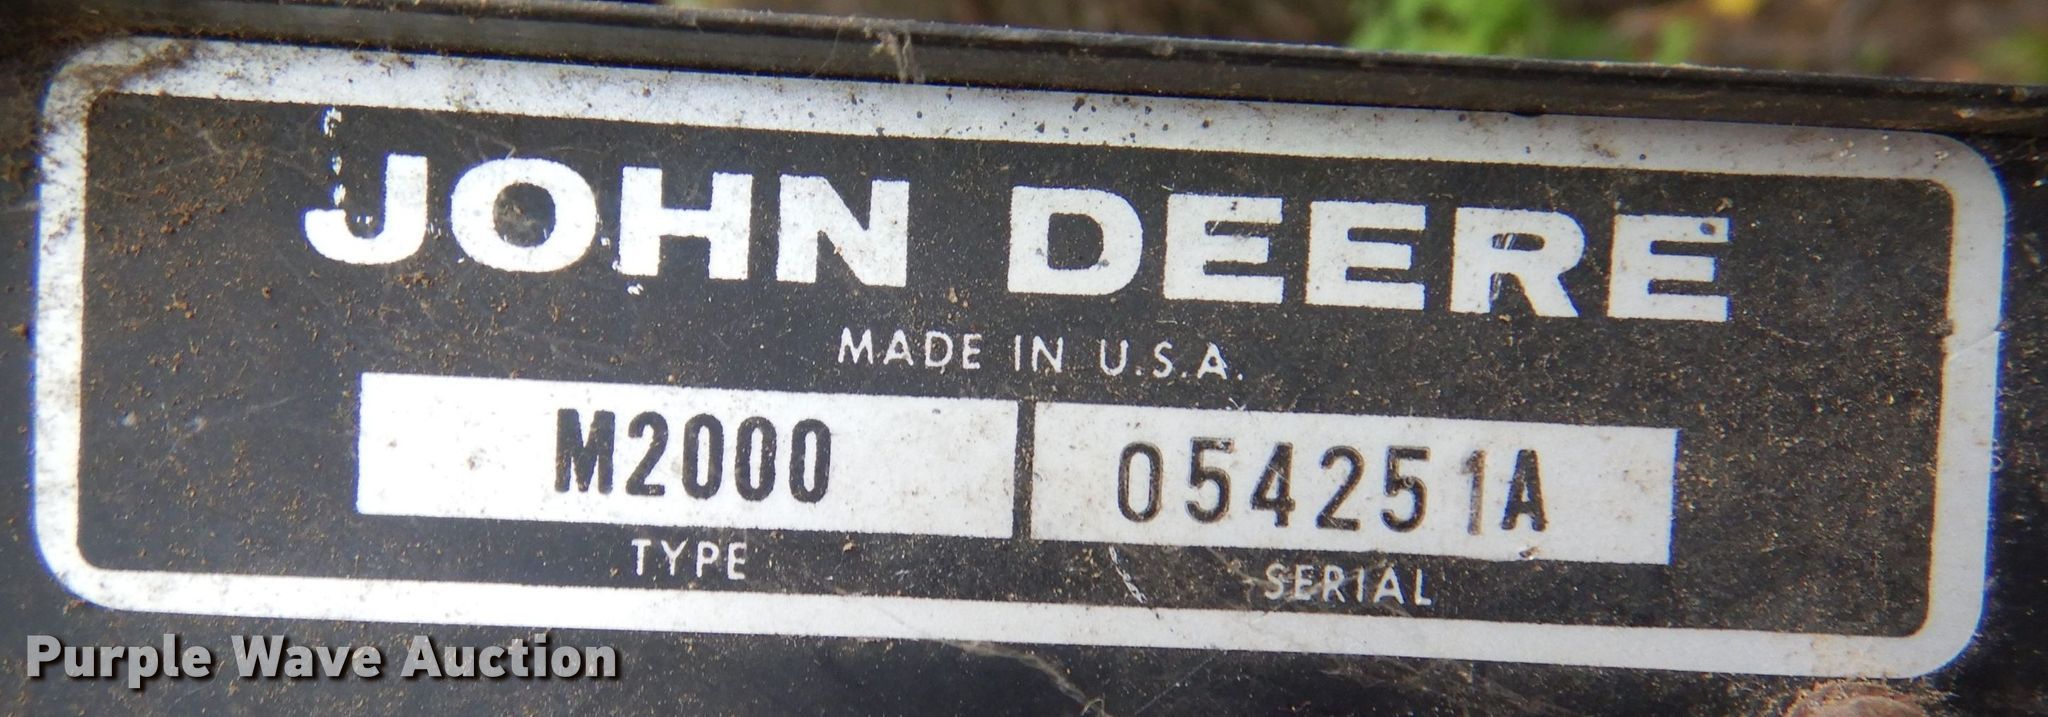 JOHN DEERE
MADE IN U.S.A.
M2000 054251A
TYPE SERIAL
Purple Wave Auction